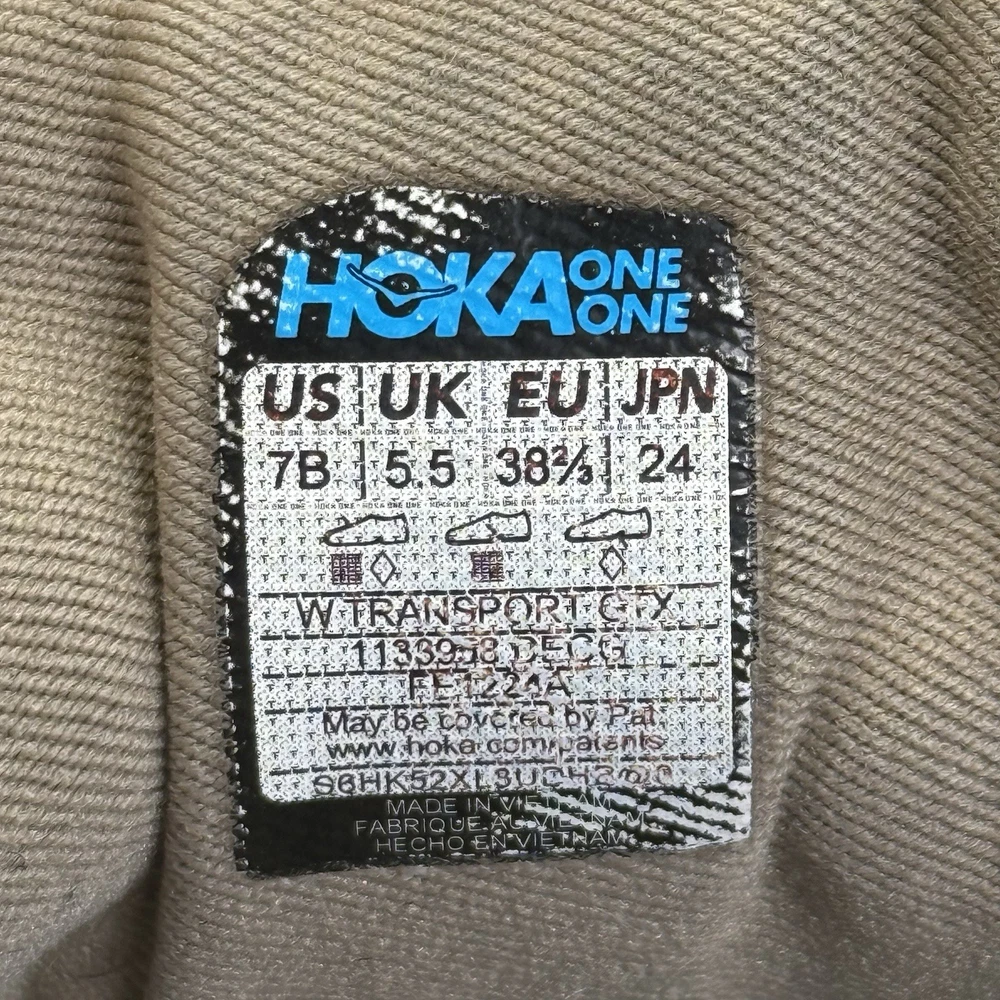 HOKA ONE ONE
US UK EU JPN
7B 5.5 38⅔ 24
W TRANSPORT GTX
1133958 DECG
FE1224A
May be covered by Pat.
www.hoka.com/patents
MADE IN VIETNAM
FABRIQUE AU VIETNAM
HECHO EN VIETNAM